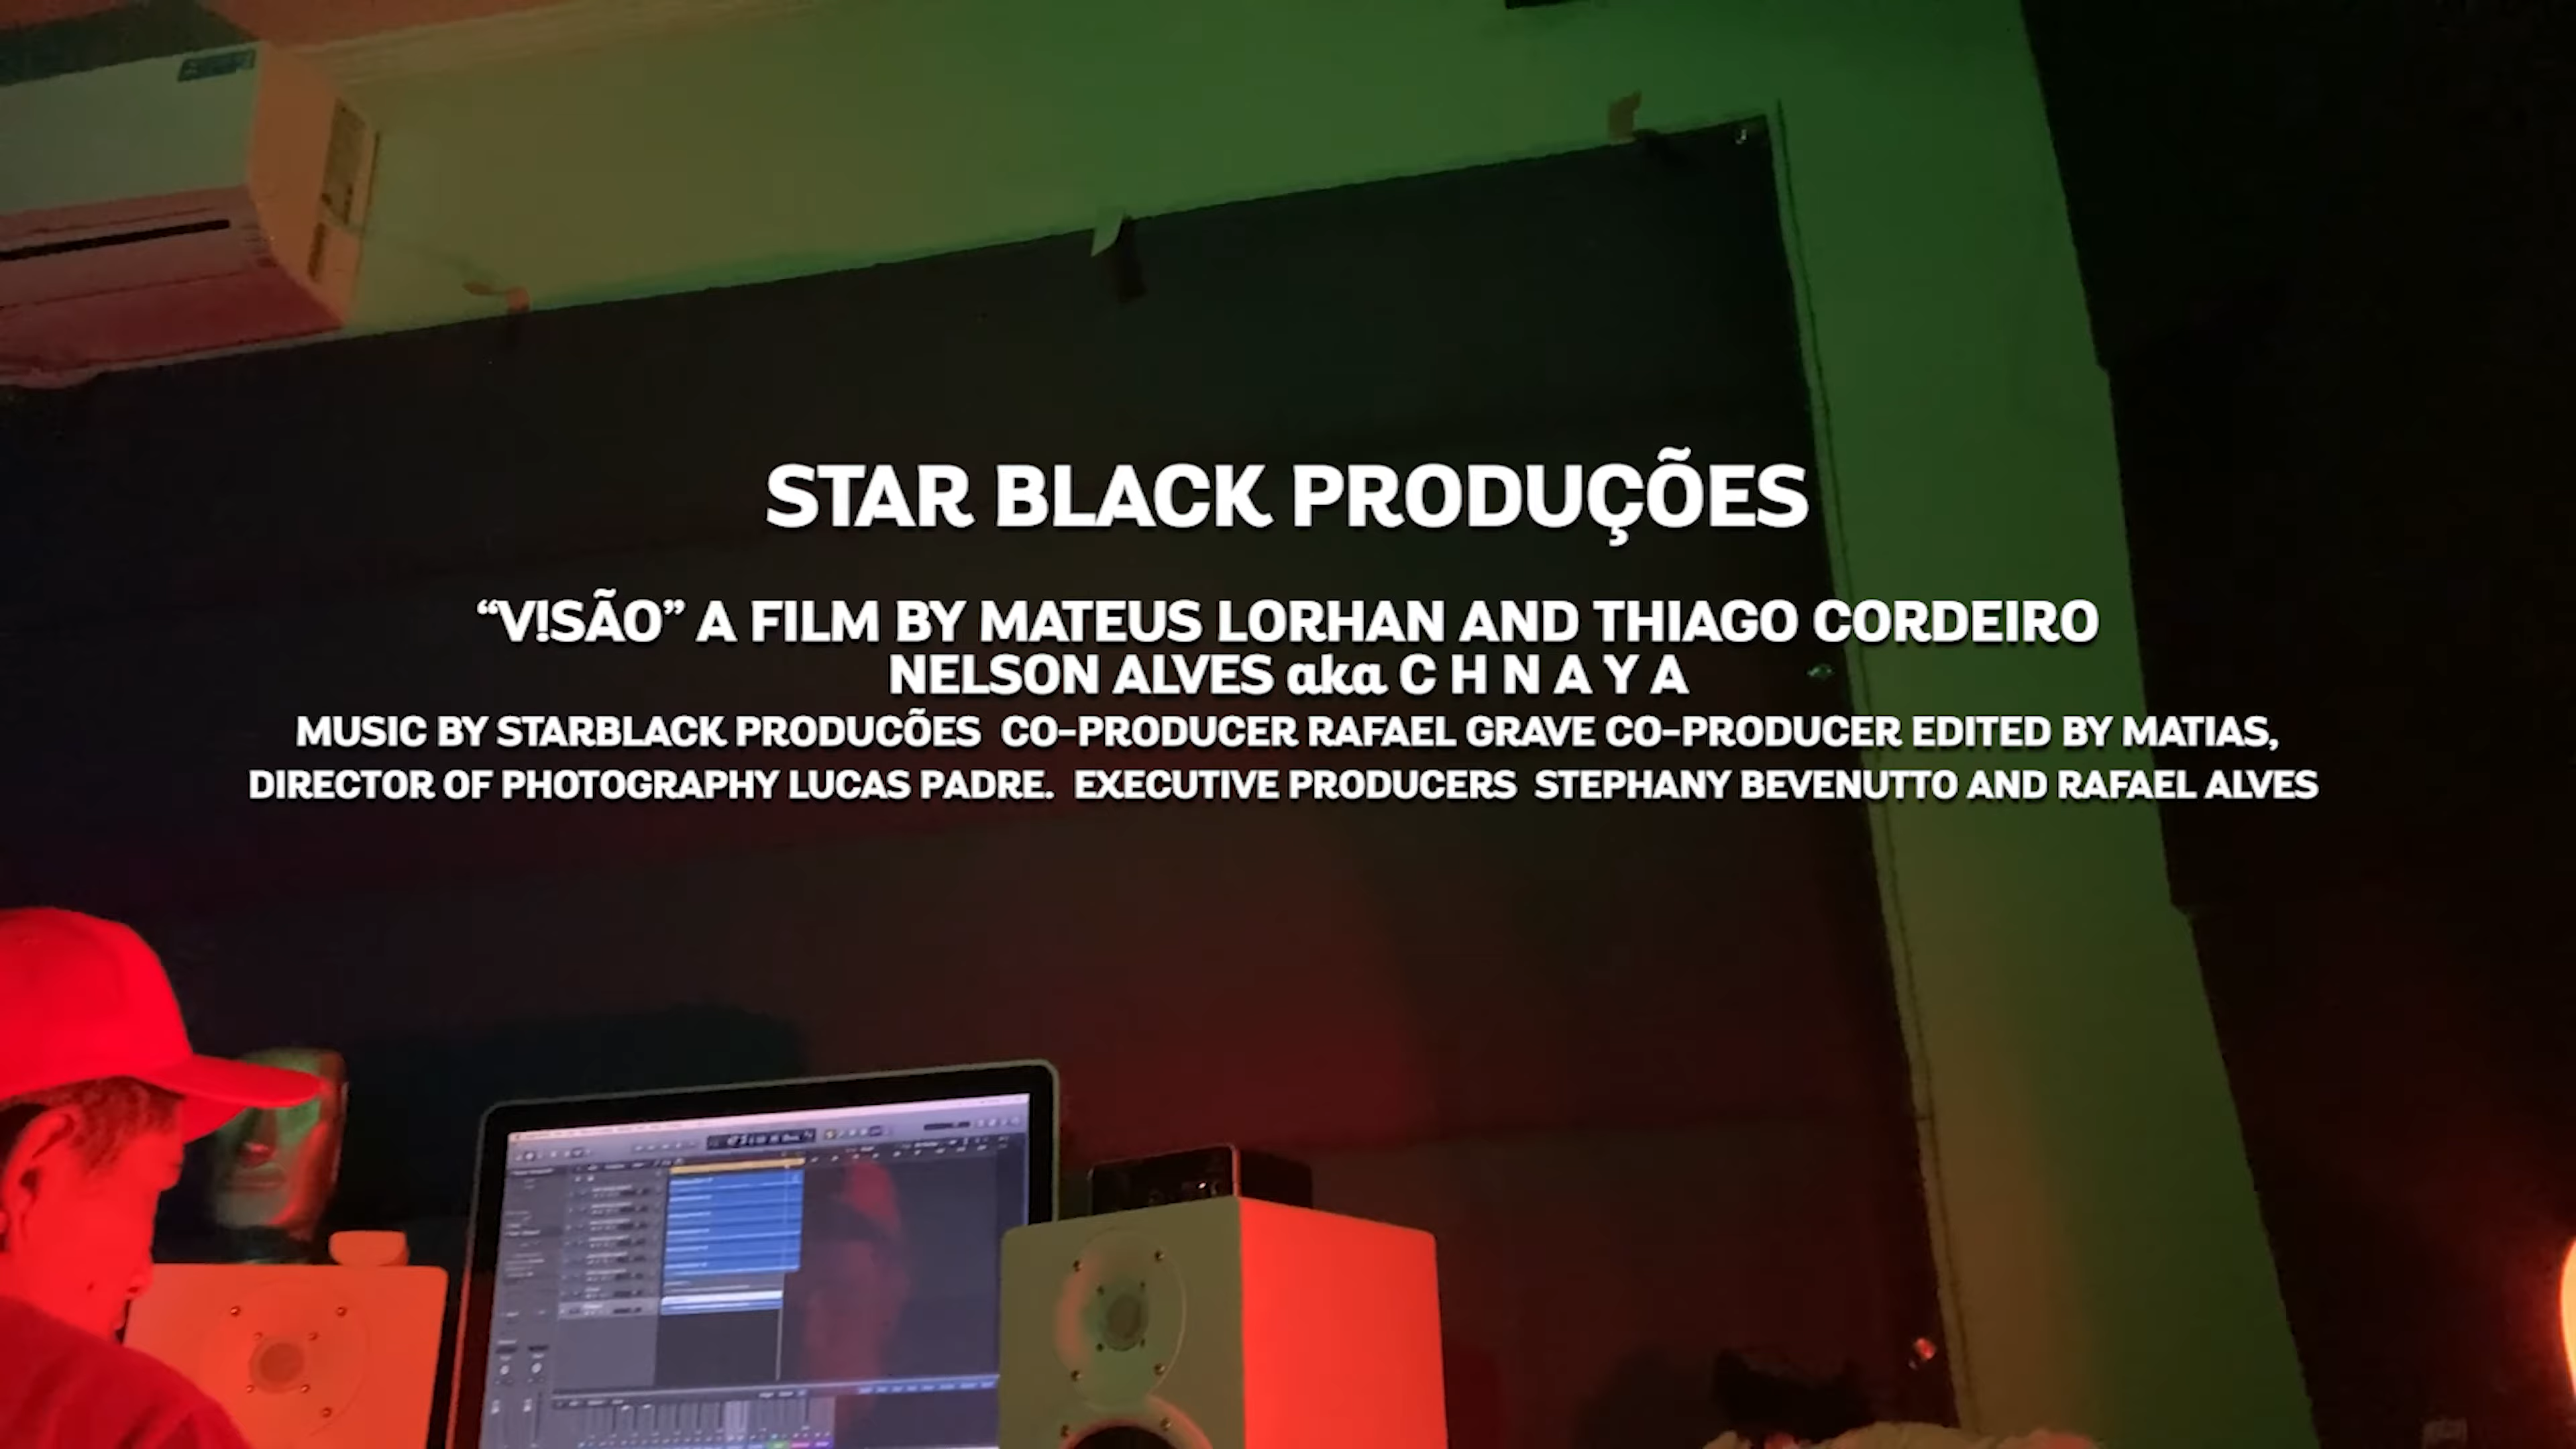 STAR BLACK PRODUÇÕES
“V!SÃO” A FILM BY MATEUS LORHAN AND THIAGO CORDEIRO
NELSON ALVES aka C H N A Y A
MUSIC BY STARBLACK PRODUCÕES CO-PRODUCER RAFAEL GRAVE CO-PRODUCER EDITED BY MATIAS,
DIRECTOR OF PHOTOGRAPHY LUCAS PADRE. EXECUTIVE PRODUCERS STEPHANY BEVENUTTO AND RAFAEL ALVES